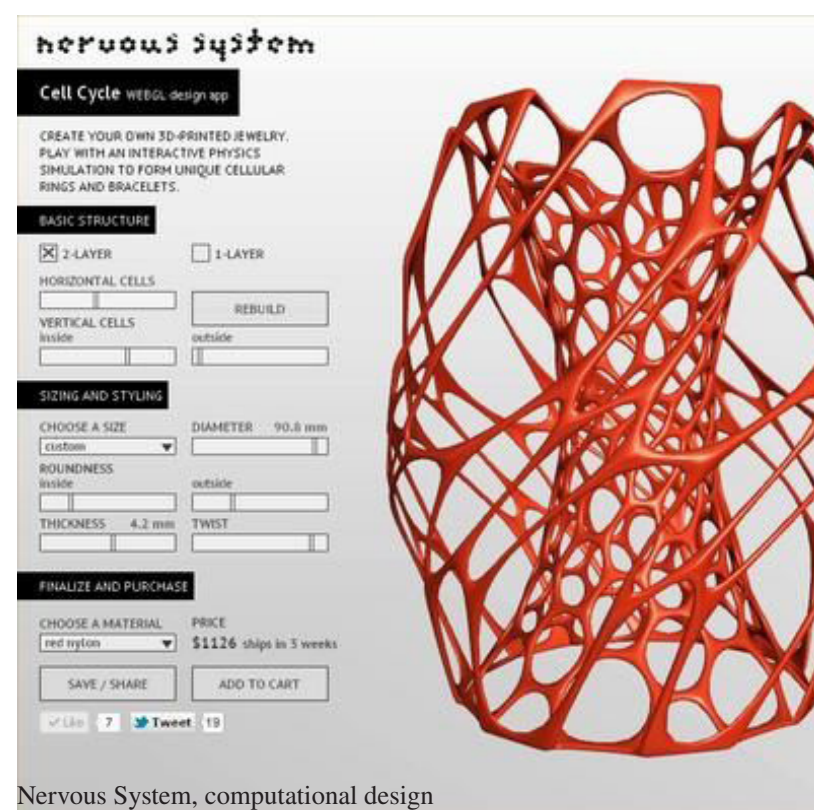 nervous system
Cell Cycle WEBGL design app
CREATE YOUR OWN 3D-PRINTED JEWELRY.
PLAY WITH AN INTERACTIVE PHYSICS
SIMULATION TO FORM UNIQUE CELLULAR
RINGS AND BRACELETS.
BASIC STRUCTURE
2-LAYER 1-LAYER
HORIZONTAL CELLS
REBUILD
VERTICAL CELLS
inside outside
SIZING AND STYLING
CHOOSE A SIZE DIAMETER 90.8 mm
custom
ROUNDNESS
inside outside
THICKNESS 4.2 mm TWIST
FINALIZE AND PURCHASE
CHOOSE A MATERIAL PRICE
red nylon $1126 ships in 3 weeks
SAVE / SHARE ADD TO CART
Like 7 Tweet 19
Nervous System, computational design